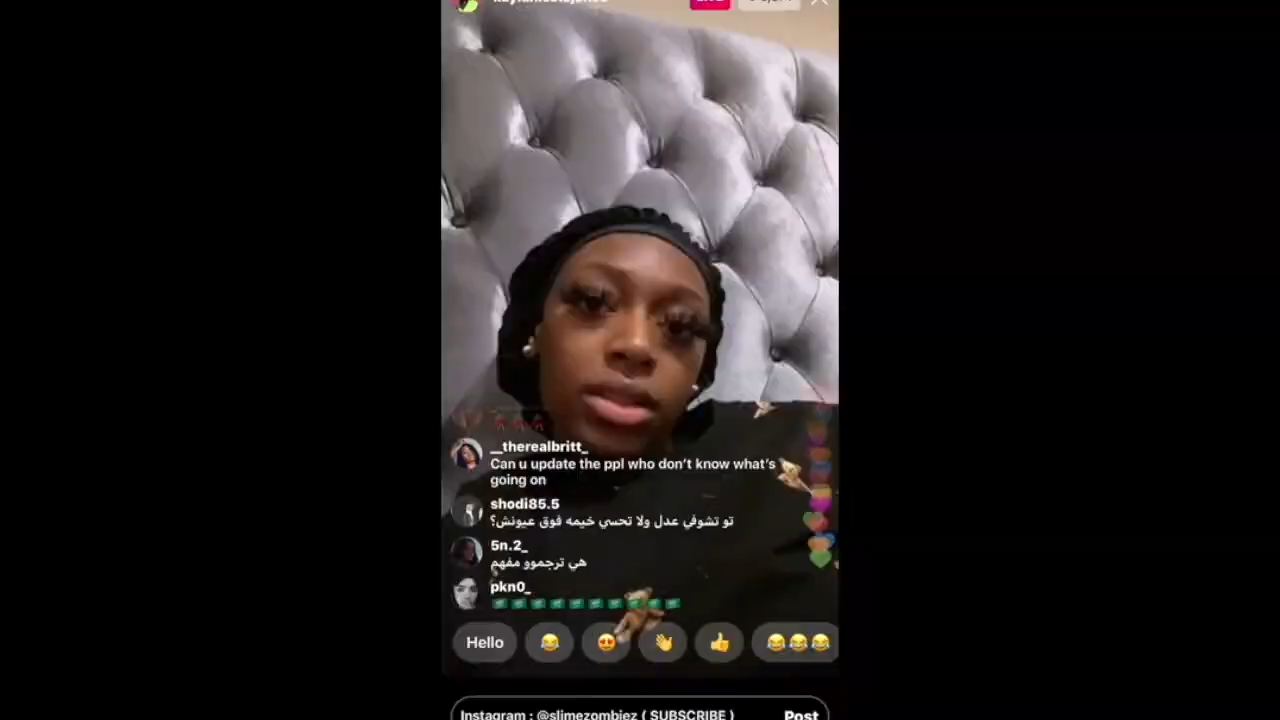 __therealbritt_
Can u update the ppl who don’t know what’s
going on
shodi85.5
تو تشوفي عدل ولا تحسي خيمه فوق عيونش؟
5n.2_
هي ترجموو مفهم
pkn0_
Hello
Instagram : @slimezombiez ( SUBSCRIBE )
Post